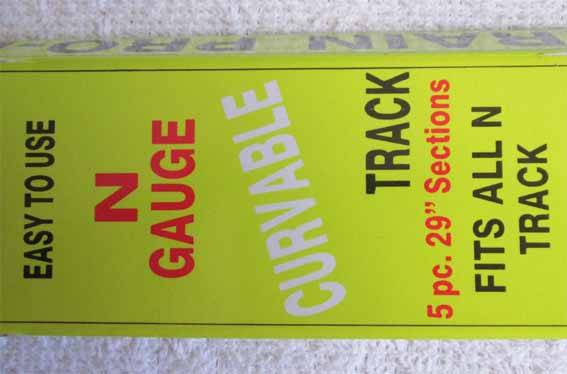 EASY TO USE
N
GAUGE
CURVABLE
TRACK
5 pc. 29” Sections
FITS ALL N
TRACK